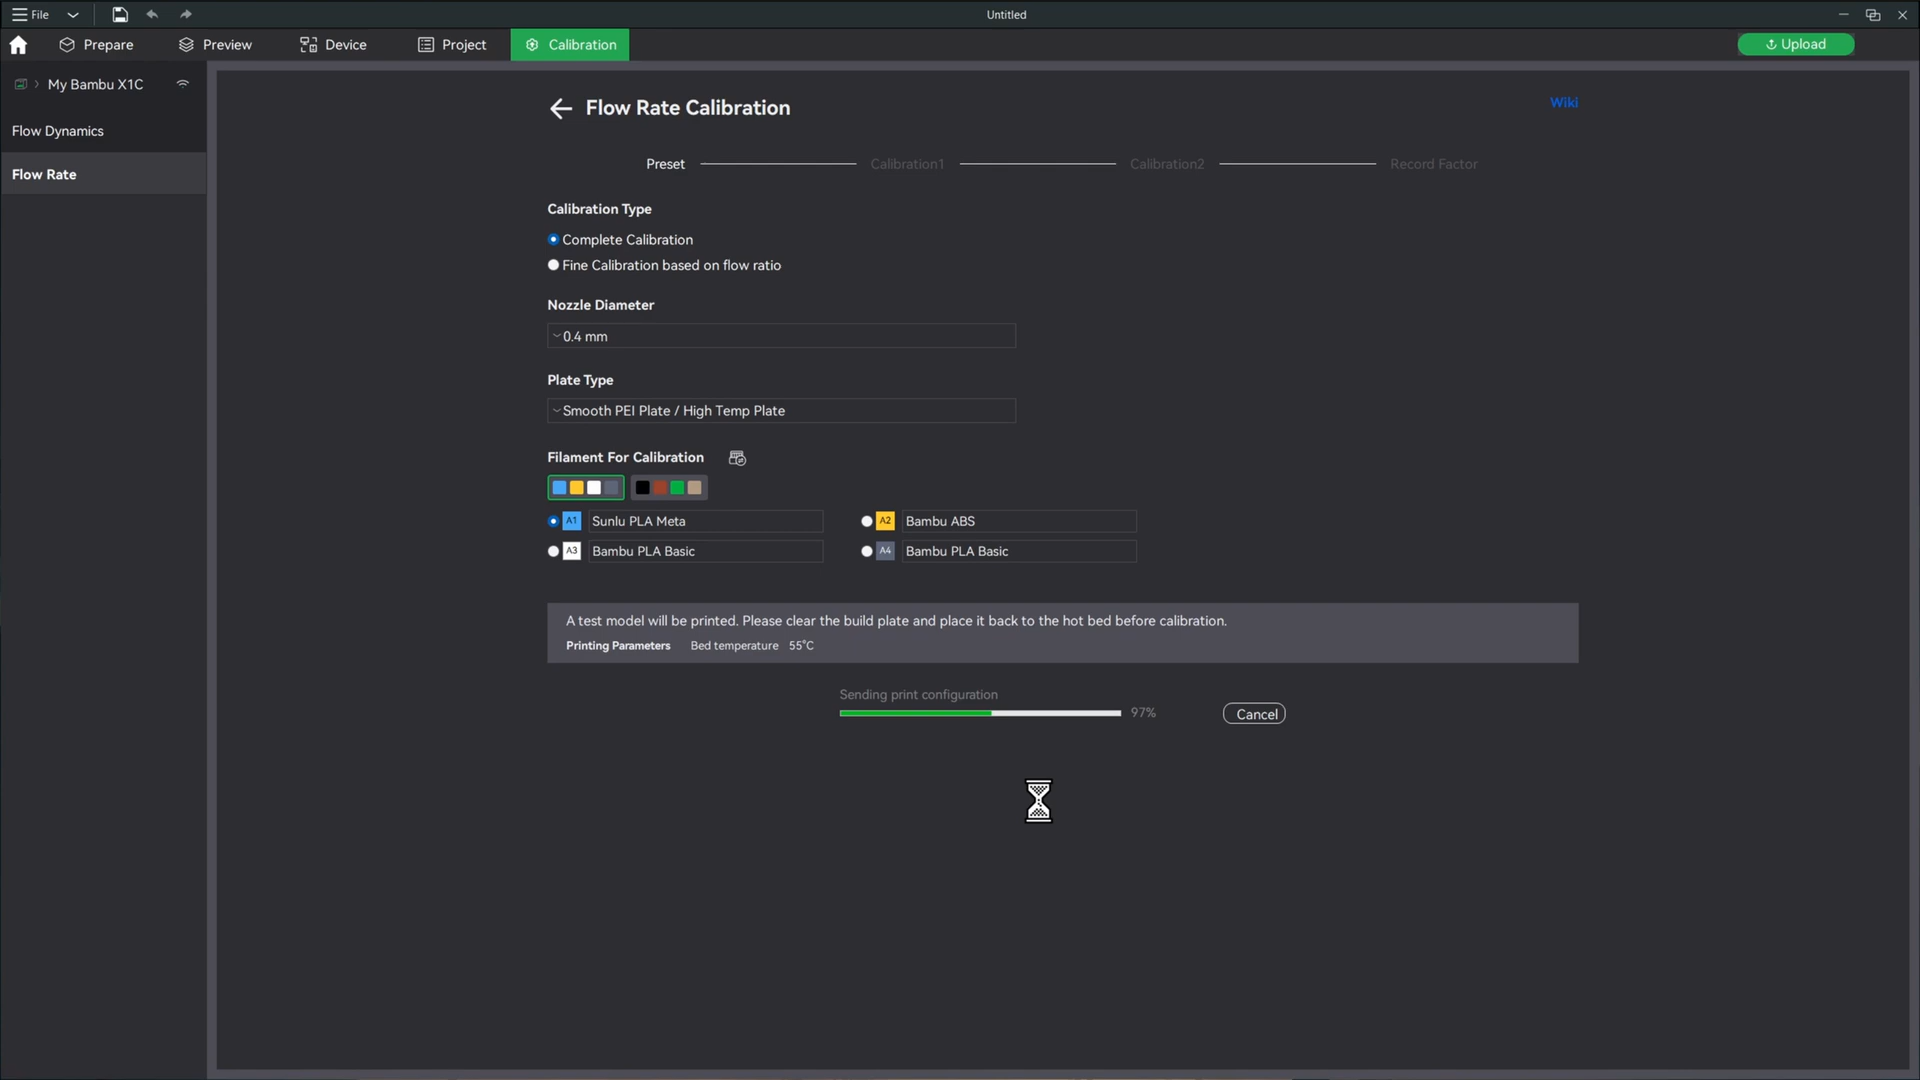 File
Untitled
Prepare
Preview
Device
Project
Calibration
Upload
My Bambu X1C
Flow Dynamics
Flow Rate
Flow Rate Calibration
Wiki
Preset
Calibration1
Calibration2
Record Factor
Calibration Type
Complete Calibration
Fine Calibration based on flow ratio
Nozzle Diameter
0.4 mm
Plate Type
Smooth PEI Plate / High Temp Plate
Filament For Calibration
A1 Sunlu PLA Meta
A2 Bambu ABS
A3 Bambu PLA Basic
A4 Bambu PLA Basic
A test model will be printed. Please clear the build plate and place it back to the hot bed before calibration.
Printing Parameters Bed temperature 55°C
Sending print configuration
97%
Cancel